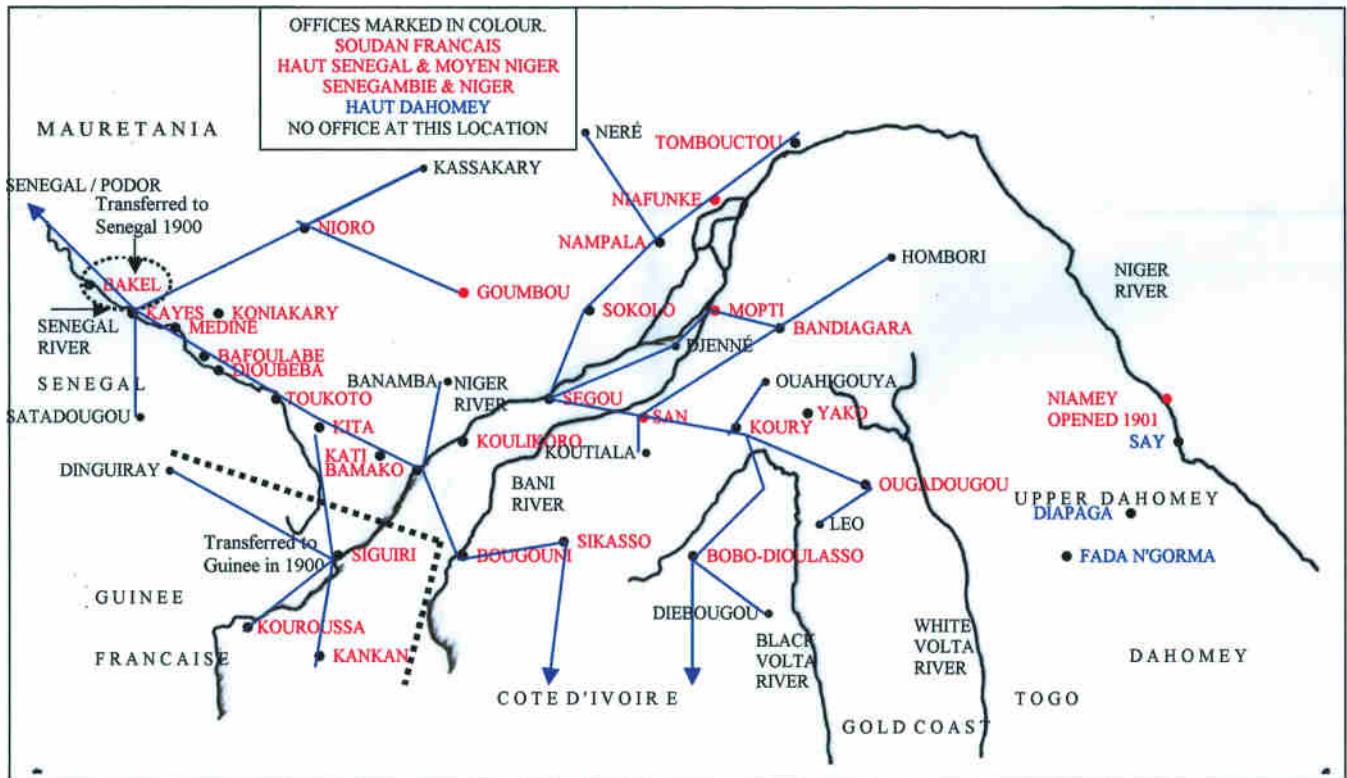 OFFICES MARKED IN COLOUR.
SOUDAN FRANCAIS
HAUT SENEGAL & MOYEN NIGER
SENEGAMBIE & NIGER
HAUT DAHOMEY
NO OFFICE AT THIS LOCATION
MAURETANIA
NERÉ
TOMBOUCTOU
KASSAKARY
SENEGAL / PODOR
Transferred to
Senegal 1900
NIAFUNKE
NIORO
NAMPALA
HOMBORI
NIGER
RIVER
BAKEL
GOUMBOU
KAYES
KONIAKARY
SOKOLO
MOPTI
SENEGAL
RIVER
MEDINE
BANDIAGARA
DJENNÉ
BAFOULABE
DIOUBEBA
SENEGAL
BANAMBA
NIGER
RIVER
OUAHIGOUYA
TOUKOTO
SEGOU
NIAMEY
OPENED 1901
SATADOUGOU
SAN
YAKO
KITA
KOURY
KOULIKORO
SAY
KATI
BAMAKO
KOUTIALA
DINGUIRAY
BANI
RIVER
OUGADOUGOU
UPPER DAHOMEY
DIAPAGA
LEO
Transferred to
Guinee in 1900
SIGUIRI
BOUGOUNI
SIKASSO
BOBO-DIOULASSO
FADA N'GORMA
GUINEE
DIEBOUGOU
KOUROUSSA
BLACK
VOLTA
RIVER
WHITE
VOLTA
RIVER
FRANCAISE
KANKAN
DAHOMEY
COTE D'IVOIRE
TOGO
GOLD COAST